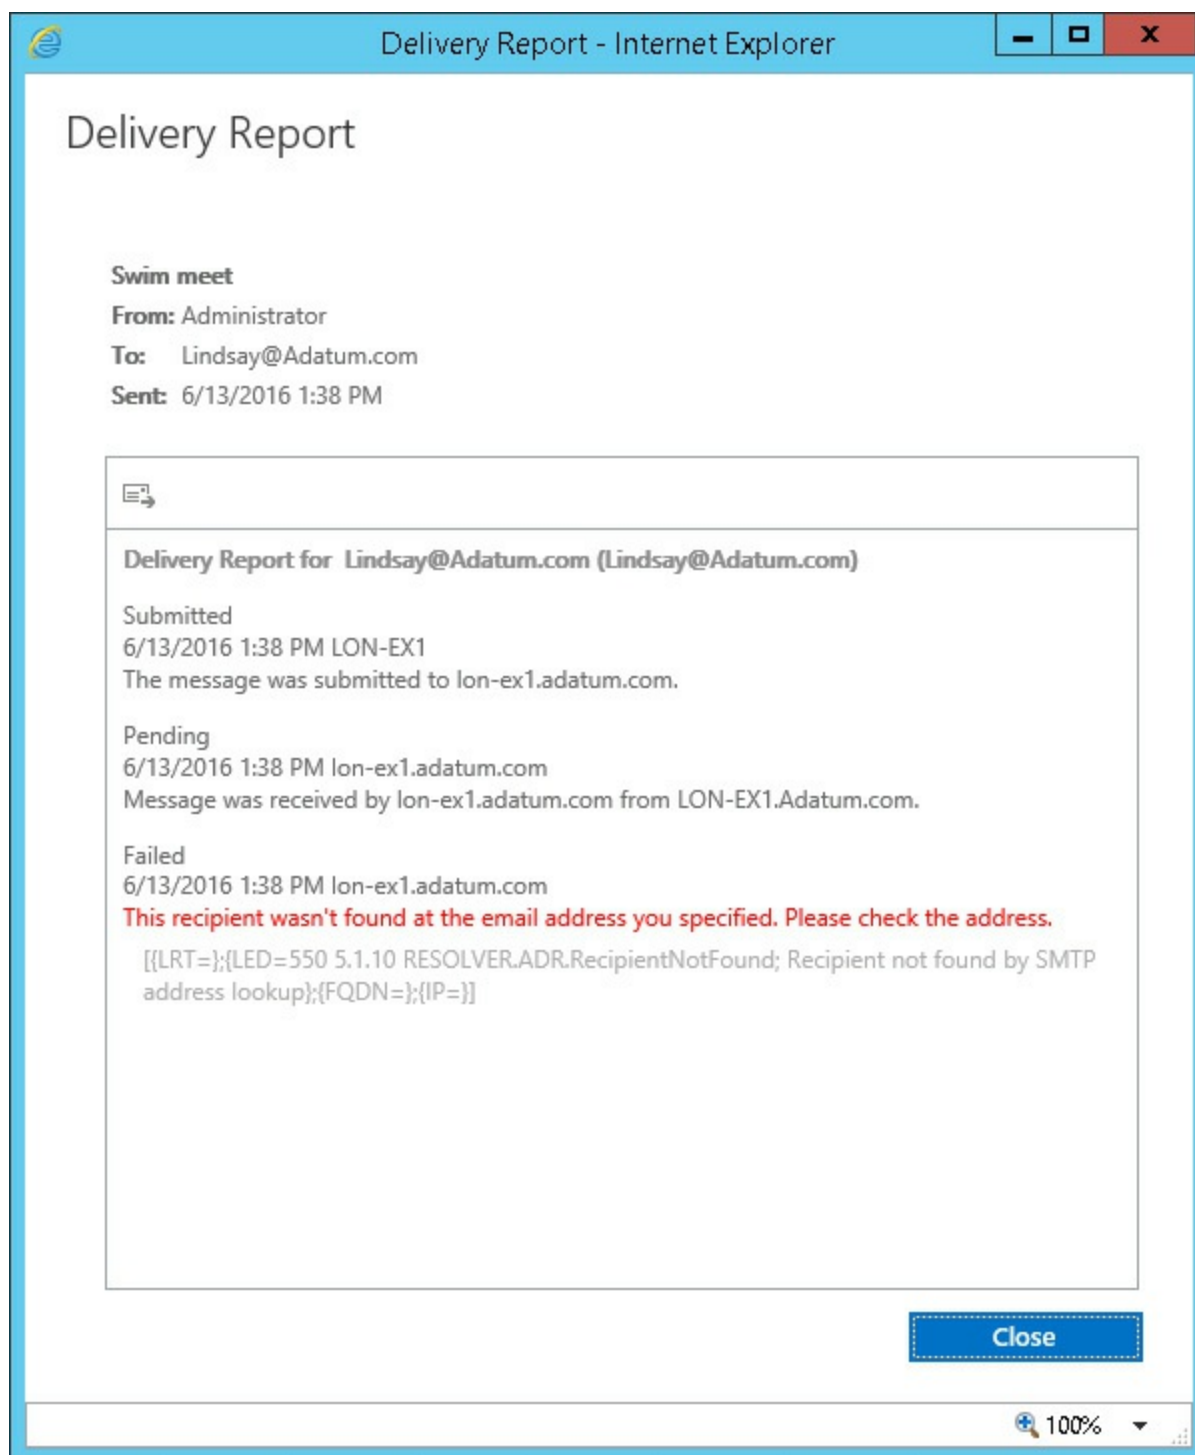 Delivery Report - Internet Explorer
Delivery Report
Swim meet
From: Administrator
To: Lindsay@Adatum.com
Sent: 6/13/2016 1:38 PM
Delivery Report for Lindsay@Adatum.com (Lindsay@Adatum.com)
Submitted
6/13/2016 1:38 PM LON-EX1
The message was submitted to lon-ex1.adatum.com.
Pending
6/13/2016 1:38 PM lon-ex1.adatum.com
Message was received by lon-ex1.adatum.com from LON-EX1.Adatum.com.
Failed
6/13/2016 1:38 PM lon-ex1.adatum.com
This recipient wasn't found at the email address you specified. Please check the address.
[{LRT=};{LED=550 5.1.10 RESOLVER.ADR.RecipientNotFound; Recipient not found by SMTP
address lookup};{FQDN=};{IP=}]
Close
100%